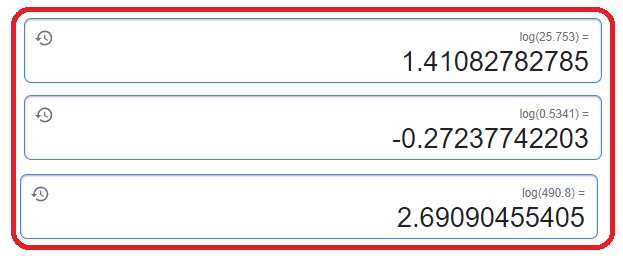 log(25.753) =
1.41082782785
log(0.5341) =
-0.27237742203
log(490.8) =
2.69090455405